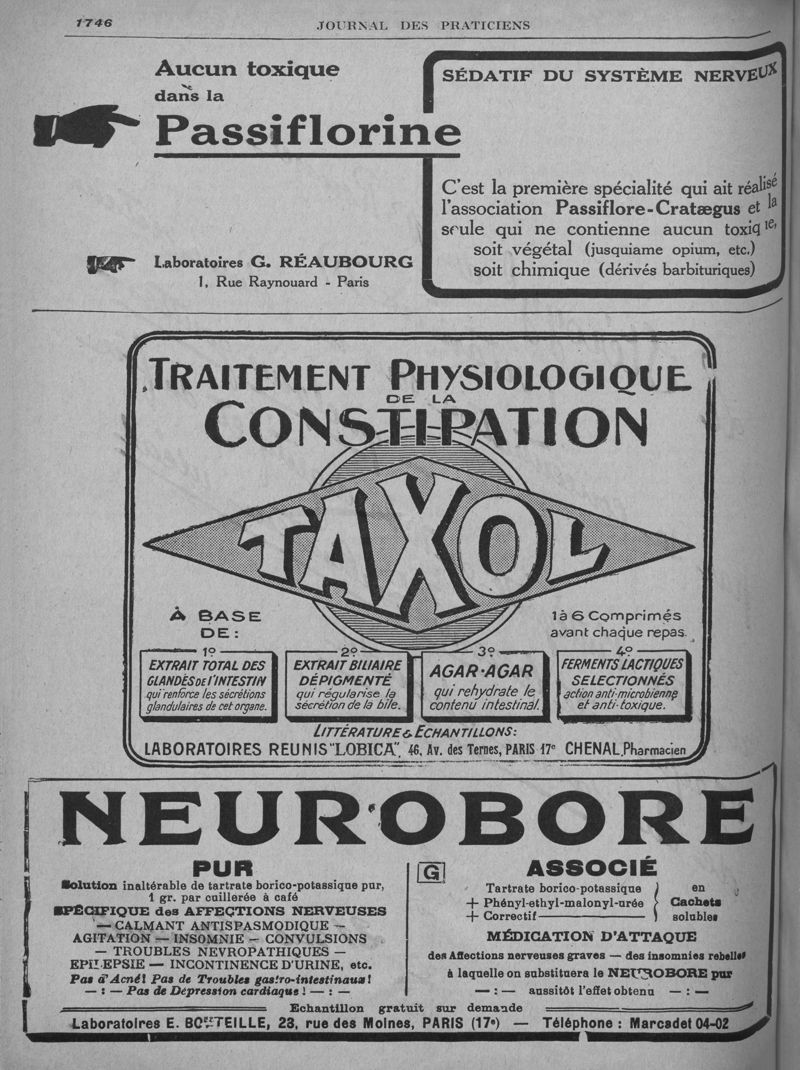 1746
JOURNAL DES PRATICIENS
Aucun toxique
dans la
Passiflorine
Laboratoires G. RÉAUBOURG
1, Rue Raynouard - Paris
SÉDATIF DU SYSTÈME NERVEUX
C'est la première spécialité qui ait réalisé
l'association Passiflore-Cratægus et la
seule qui ne contienne aucun toxique,
soit végétal (jusquiame opium, etc.)
soit chimique (dérivés barbituriques)
TRAITEMENT PHYSIOLOGIQUE
DE LA
CONSTIPATION
TAXOL
À BASE
DE:
1à6 Comprimés
avant chaque repas.
1º
EXTRAIT TOTAL DES
GLANDES de l'INTESTIN
qui renforce les sécrétions
glandulaires de cet organe.
2º
EXTRAIT BILIAIRE
DÉPIGMENTÉ
qui régularise la
sécrétion de la bile.
3º
AGAR-AGAR
qui rehydrate le
contenu intestinal.
4º
FERMENTS LACTIQUES
SELECTIONNÉS
action anti-microbienne
et anti-toxique.
LITTÉRATURE & ECHANTILLONS:
LABORATOIRES REUNIS "LOBICA", 46, Av. des Ternes, PARIS 17e CHENAL, Pharmacien
NEUROBORE
PUR
Solution inaltérable de tartrate borico-potassique pur,
1 gr. par cuillerée à café
SPÉCIFIQUE des AFFECTIONS NERVEUSES
— CALMANT ANTISPASMODIQUE —
AGITATION — INSOMNIE — CONVULSIONS
— TROUBLES NEVROPATHIQUES —
EPILEPSIE — INCONTINENCE D'URINE, etc.
Pas d'Acné! Pas de Troubles gastro-intestinaux!
— : — Pas de Dépression cardiaque! — : —
G
ASSOCIÉ
Tartrate borico-potassique
+ Phényl-ethyl-malonyl-urée
+ Correctif
en
Cachets
solubles
MÉDICATION D'ATTAQUE
des Affections nerveuses graves — des insomnies rebelles
à laquelle on substituera le NEUROBORE pur
— : — aussitôt l'effet obtenu — : —
Echantillon gratuit sur demande
Laboratoires E. BOUTEILLE, 23, rue des Moines, PARIS (17e) — Téléphone : Marcadet 04-02